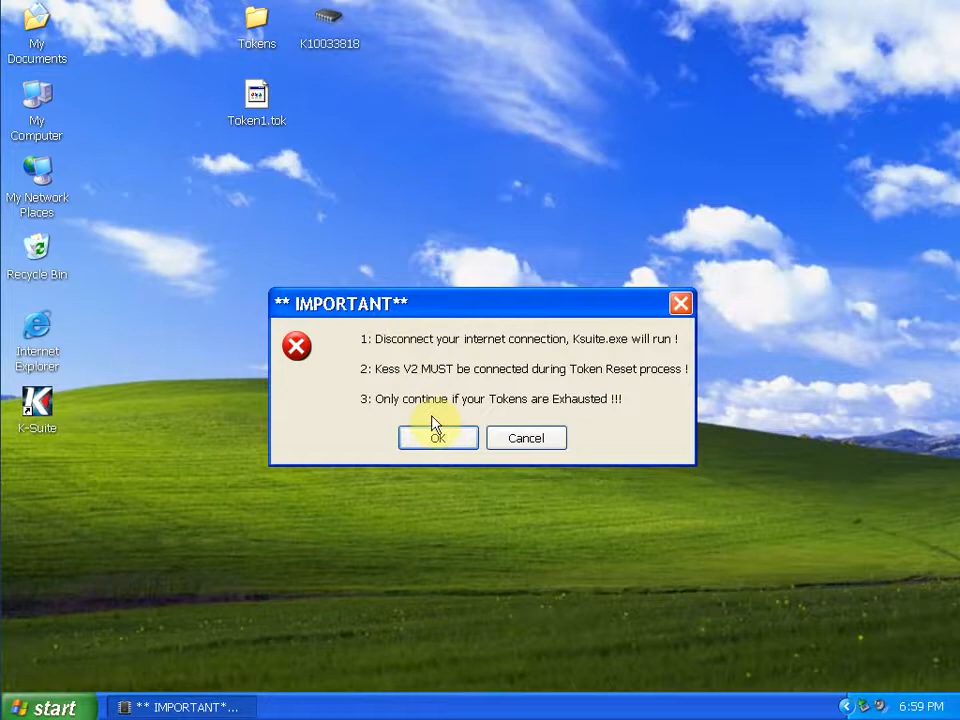 My
Documents
Tokens
K10033818
My
Computer
Token1.tok
My Network
Places
Recycle Bin
Internet
Explorer
K-Suite
** IMPORTANT**
1: Disconnect your internet connection, Ksuite.exe will run !
2: Kess V2 MUST be connected during Token Reset process !
3: Only continue if your Tokens are Exhausted !!!
OK
Cancel
start
** IMPORTANT*...
6:59 PM